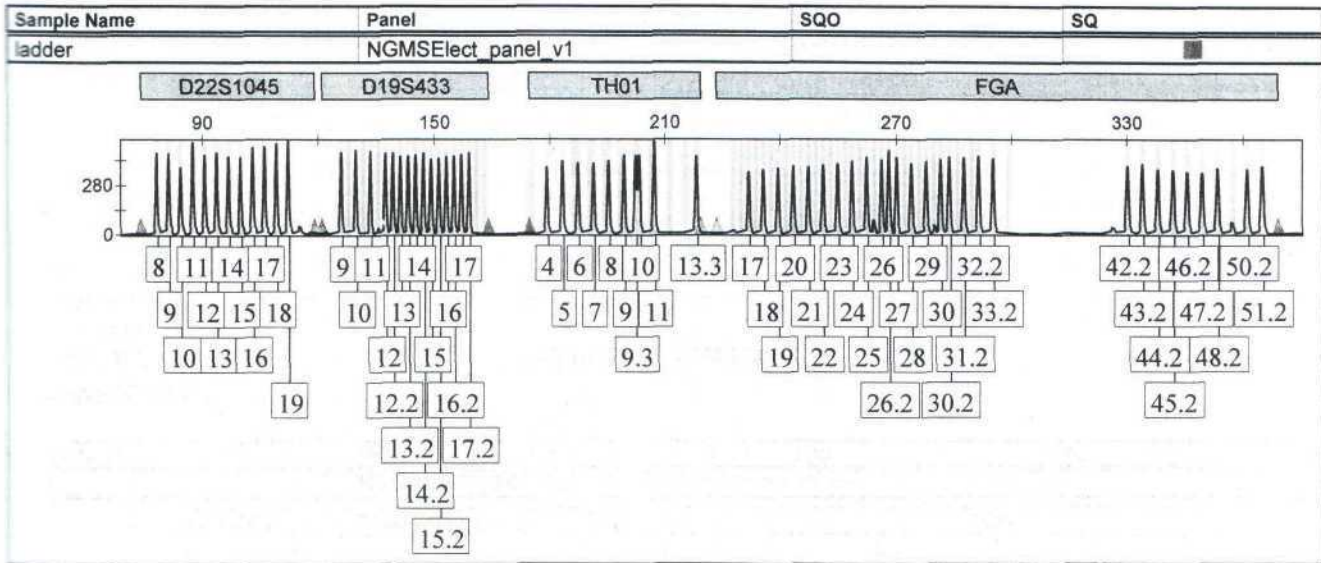 Sample Name Panel SQO SQ
ladder NGMSElect_panel_v1
D22S1045 D19S433 TH01 FGA
90 150 210 270 330
280
0
8 11 14 17 9 11 14 17 4 6 8 10 13.3 17 20 23 26 29 32.2 42.2 46.2 50.2
9 12 15 18 10 13 16 5 7 9 11 18 21 24 27 30 33.2 43.2 47.2 51.2
10 13 16 12 15 9.3 19 22 25 28 31.2 44.2 48.2
19 12.2 16.2 26.2 30.2 45.2
13.2 17.2
14.2
15.2